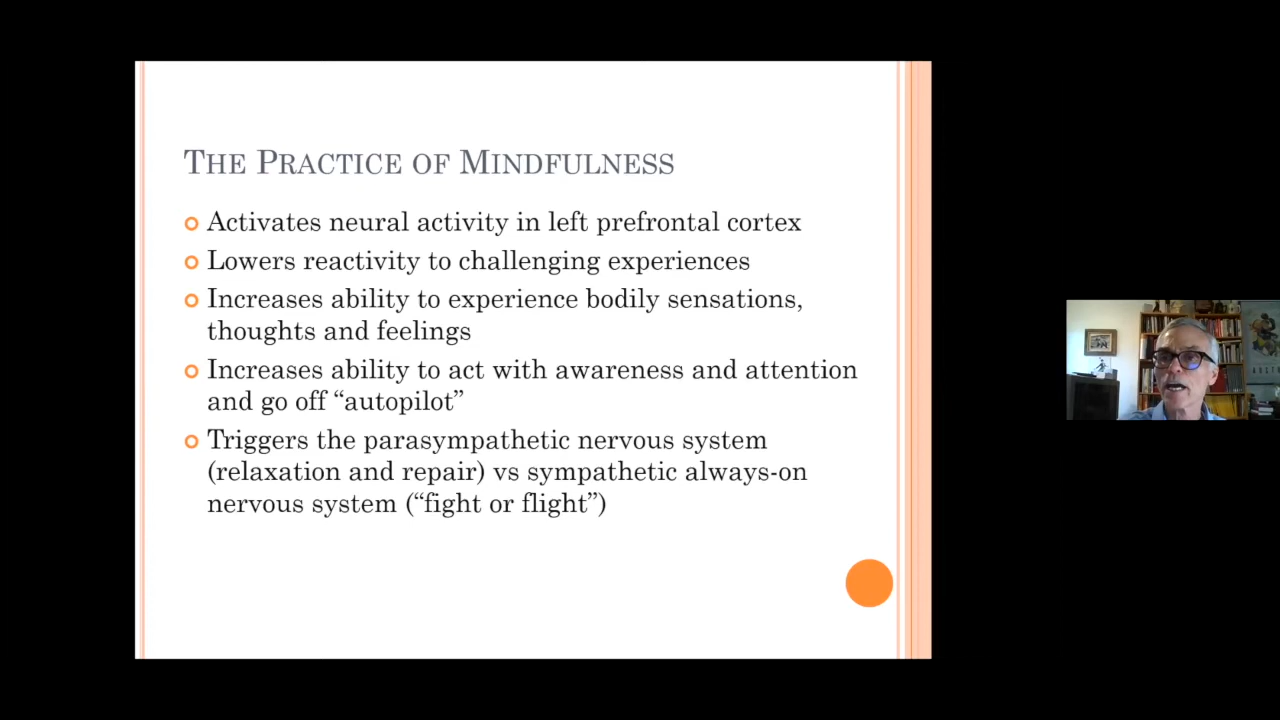 THE PRACTICE OF MINDFULNESS
Activates neural activity in left prefrontal cortex
Lowers reactivity to challenging experiences
Increases ability to experience bodily sensations,
thoughts and feelings
Increases ability to act with awareness and attention
and go off “autopilot”
Triggers the parasympathetic nervous system
(relaxation and repair) vs sympathetic always-on
nervous system (“fight or flight”)